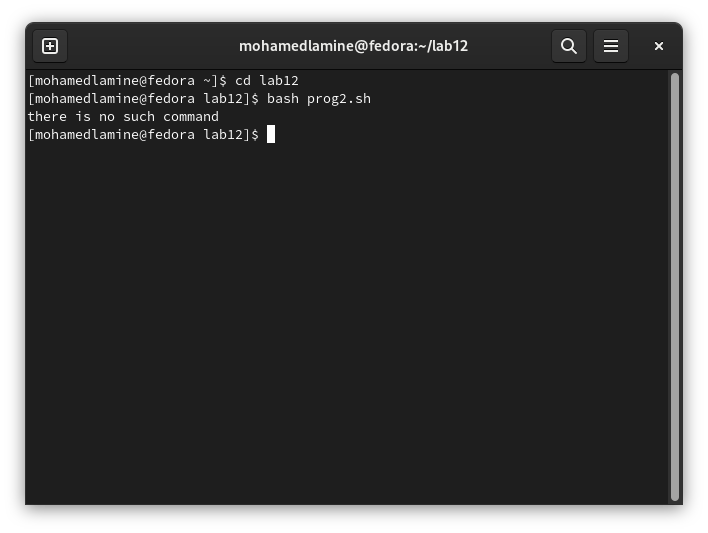 mohamedlamine@fedora:~/lab12
[mohamedlamine@fedora ~]$ cd lab12
[mohamedlamine@fedora lab12]$ bash prog2.sh
there is no such command
[mohamedlamine@fedora lab12]$